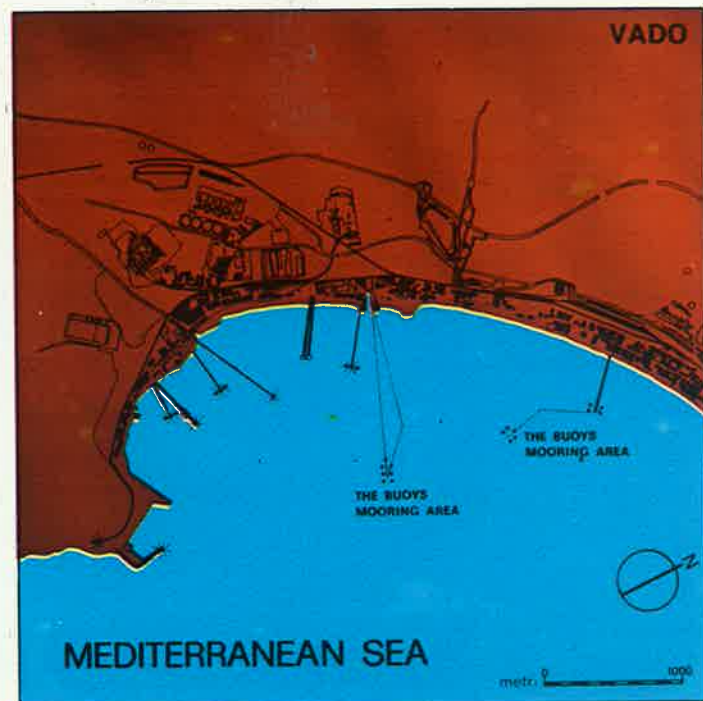 VADO
THE BUOYS
MOORING AREA
THE BUOYS
MOORING AREA
N
MEDITERRANEAN SEA
metri 0 1000